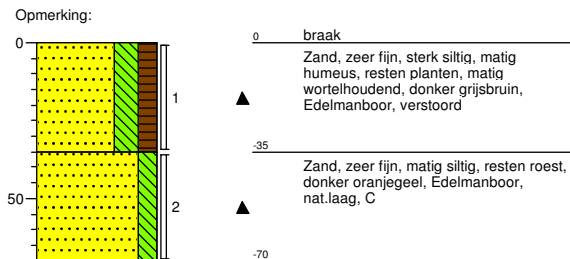 Opmerking:
0
0
braak
Zand, zeer fijn, sterk siltig, matig
humeus, resten planten, matig
wortelhoudend, donker grijsbruin,
Edelmanboor, verstoord
1
-35
Zand, zeer fijn, matig siltig, resten roest,
donker oranjegeel, Edelmanboor,
nat.laag, C
50
2
-70